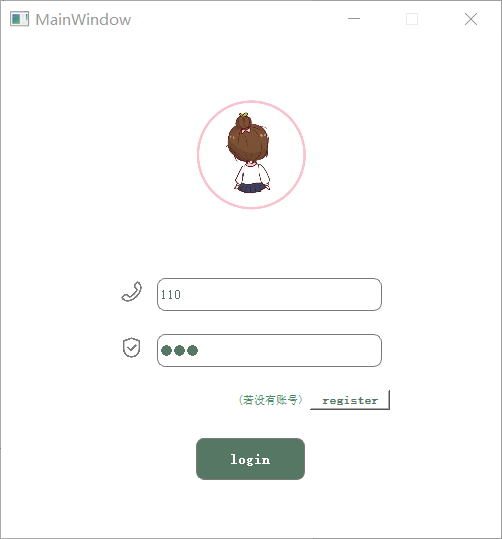 MainWindow
110
●●●
(若没有账号) register
login